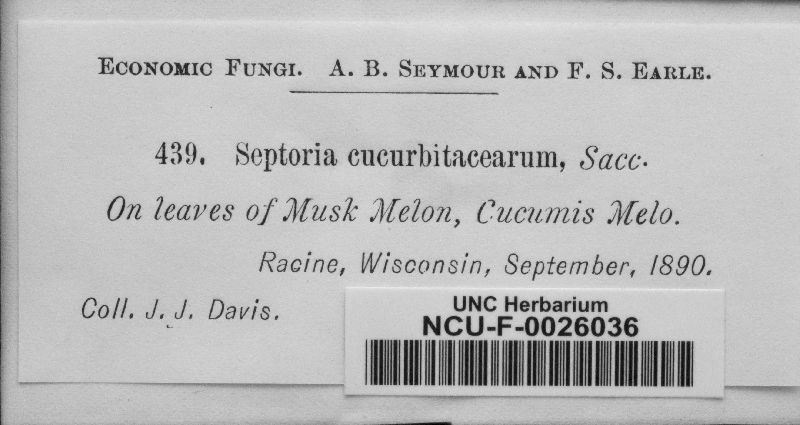 Economic Fungi. A. B. Seymour and F. S. Earle.
439. Septoria cucurbitacearum, Sacc.
On leaves of Musk Melon, Cucumis Melo.
Racine, Wisconsin, September, 1890.
Coll. J. J. Davis.
UNC Herbarium
NCU-F-0026036